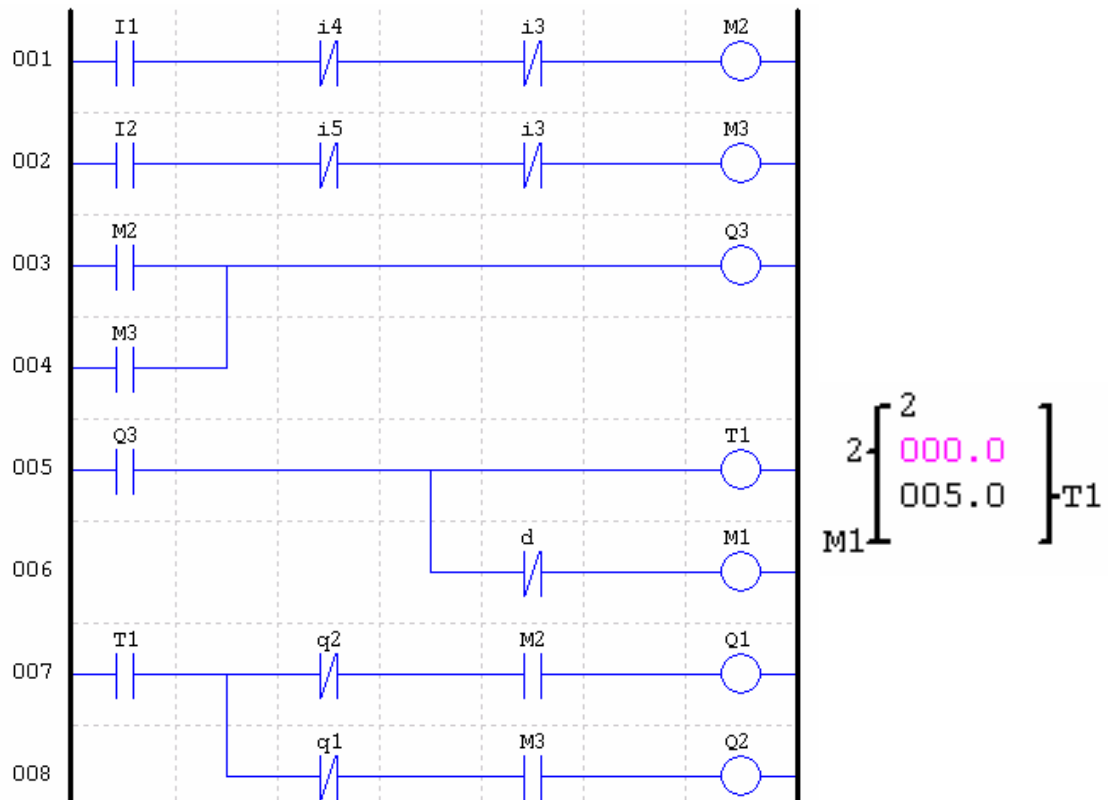 I1 i4 i3 M2
001
I2 i5 i3 M3
002
M2 Q3
003
M3
004
Q3 T1
005
d M1
006
T1 q2 M2 Q1
007
q1 M3 Q2
008
2
2 000.0
005.0 T1
M1